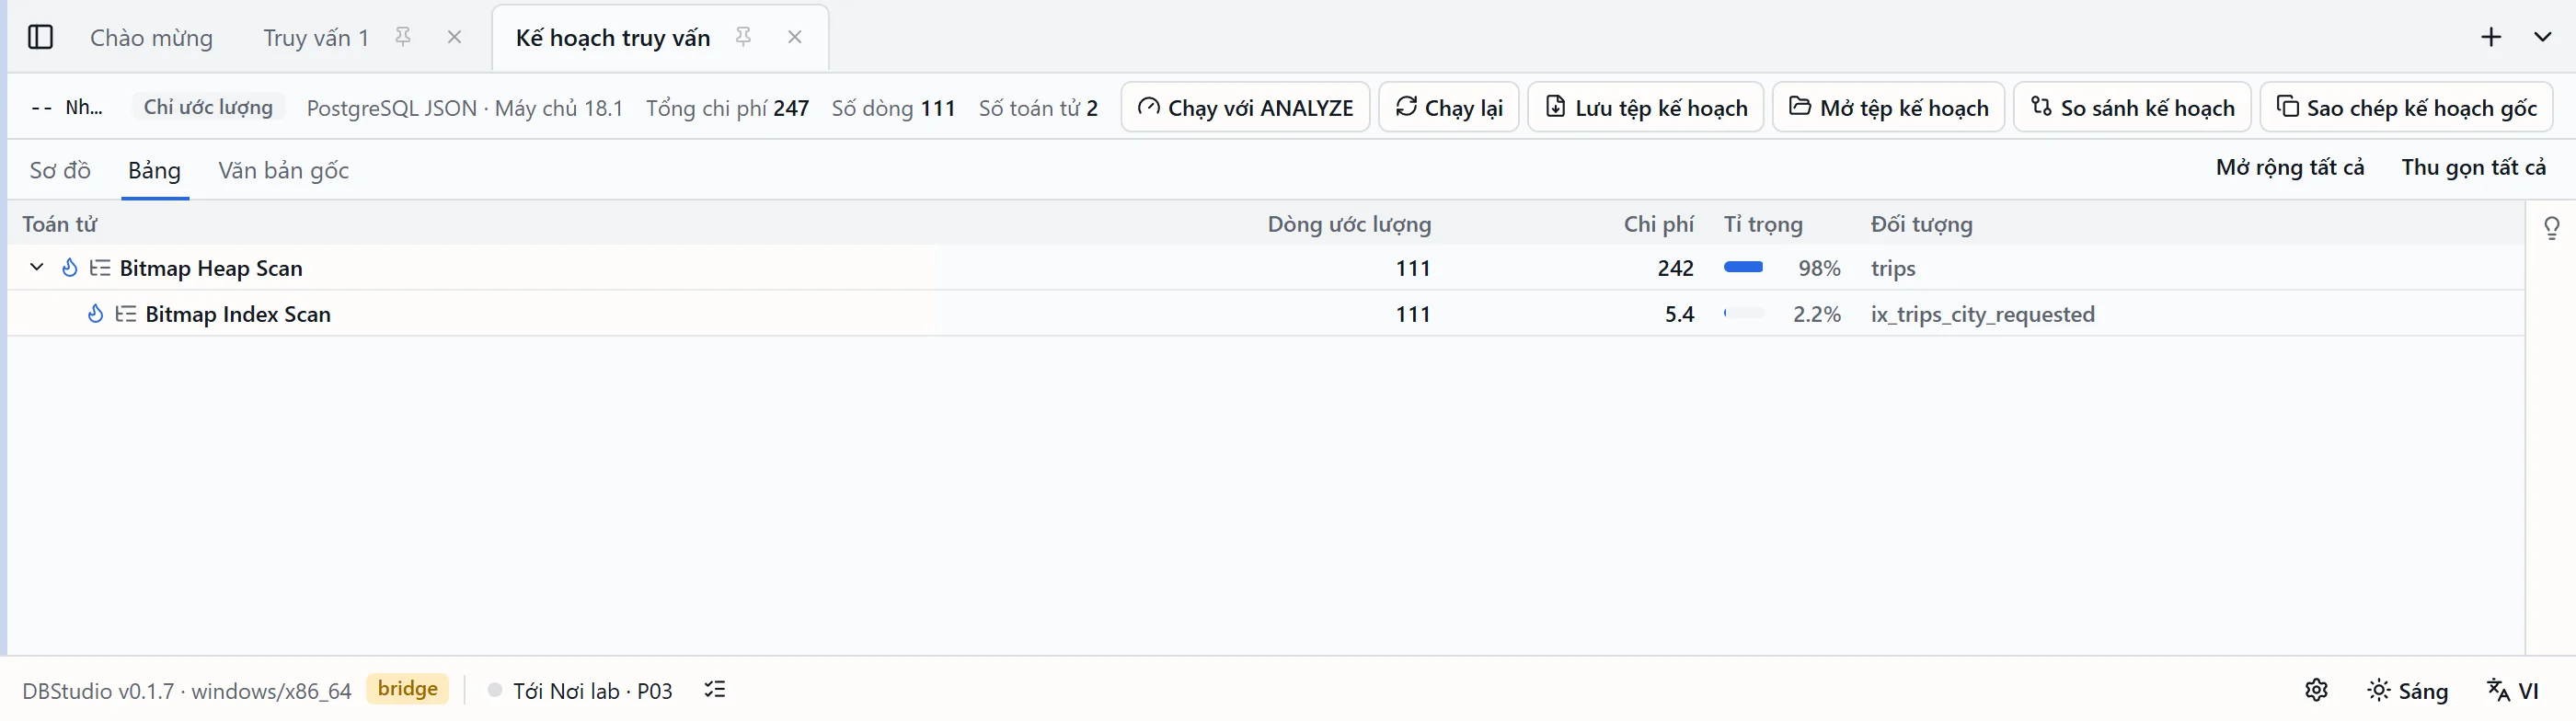 Chào mừng Truy vấn 1 Kế hoạch truy vấn
-- Nh... Chỉ ước lượng PostgreSQL JSON · Máy chủ 18.1 Tổng chi phí 247 Số dòng 111 Số toán tử 2 Chạy với ANALYZE Chạy lại Lưu tệp kế hoạch Mở tệp kế hoạch So sánh kế hoạch Sao chép kế hoạch gốc
Sơ đồ Bảng Văn bản gốc Mở rộng tất cả Thu gọn tất cả
Toán tử Dòng ước lượng Chi phí Tỉ trọng Đối tượng
Bitmap Heap Scan 111 242 98% trips
Bitmap Index Scan 111 5.4 2.2% ix_trips_city_requested
DBStudio v0.1.7 · windows/x86_64 bridge Tới Nơi lab · P03 Sáng VI